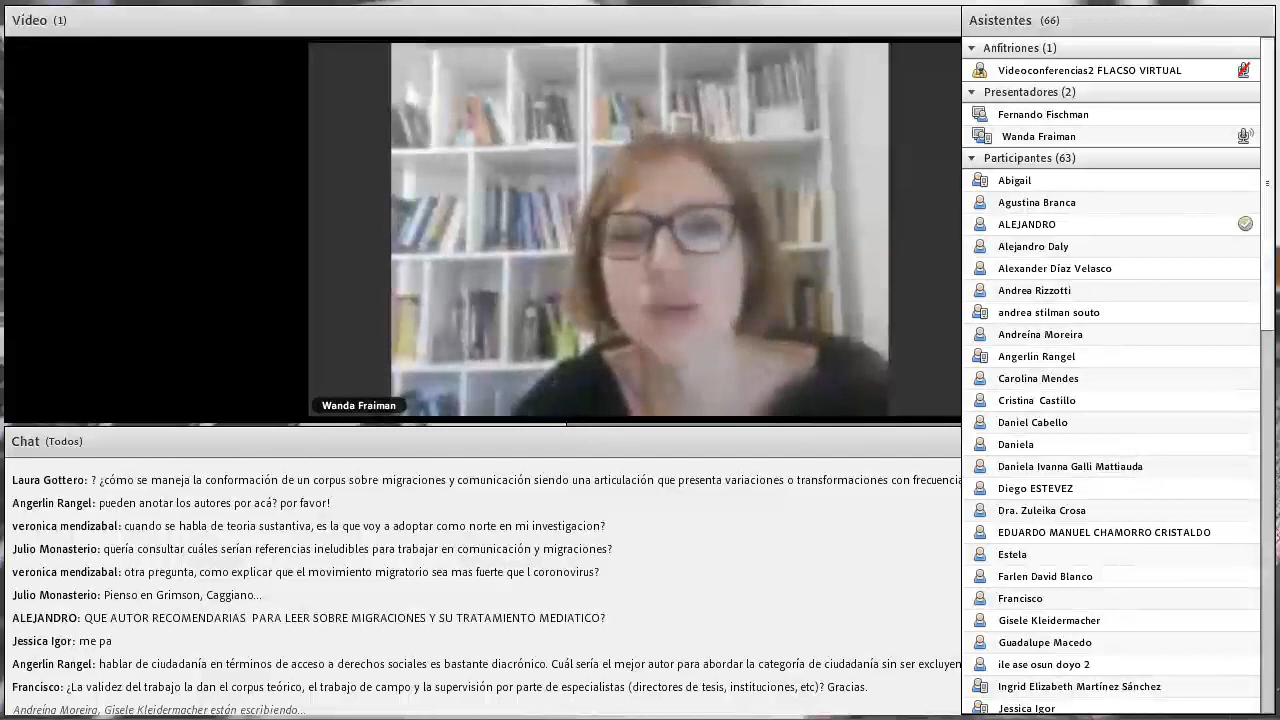 Vídeo (1)
Wanda Fraiman
Chat (Todos)
Laura Gottero: ? ¿cómo se maneja la conformación de un corpus sobre migraciones y comunicación siendo una articulación que presenta variaciones o transformaciones con frecuencia
Angerlin Rangel: pueden anotar los autores por acá? por favor!
veronica mendizabal: cuando se habla de teoria sustantiva, es la que voy a adoptar como norte en mi investigacion?
Julio Monasterio: quería consultar cuáles serían referencias ineludibles para trabajar en comunicación y migraciones?
veronica mendizabal: otra pregunta, como explicar que el movimiento migratorio sea mas fuerte que l coronovirus?
Julio Monasterio: Pienso en Grimson, Caggiano...
ALEJANDRO: QUE AUTOR RECOMENDARIAS PARA LEER SOBRE MIGRACIONES Y SU TRATAMIENTO MEDIATICO?
Jessica Igor: me pa
Angerlin Rangel: hablar de ciudadanía en términos de acceso a derechos sociales es bastante diacrónico. Cuál sería el mejor autor para abordar la categoría de ciudadanía sin ser excluyen
Francisco: ¿La validez del trabajo la dan el corpus teórico, el trabajo de campo y la supervisión por parte de especialistas (directores de tesis, instituciones, etc)? Gracias.
Andreína Moreira, Gisele Kleidermacher están escribiendo...
Asistentes (66)
Anfitriones (1)
Videoconferencias2 FLACSO VIRTUAL
Presentadores (2)
Fernando Fischman
Wanda Fraiman
Participantes (63)
Abigail
Agustina Branca
ALEJANDRO
Alejandro Daly
Alexander Díaz Velasco
Andrea Rizzotti
andrea stilman souto
Andreína Moreira
Angerlin Rangel
Carolina Mendes
Cristina Castillo
Daniel Cabello
Daniela
Daniela Ivanna Galli Mattiauda
Diego ESTEVEZ
Dra. Zuleika Crosa
EDUARDO MANUEL CHAMORRO CRISTALDO
Estela
Farlen David Blanco
Francisco
Gisele Kleidermacher
Guadalupe Macedo
ile ase osun doyo 2
Ingrid Elizabeth Martínez Sánchez
Jessica Igor